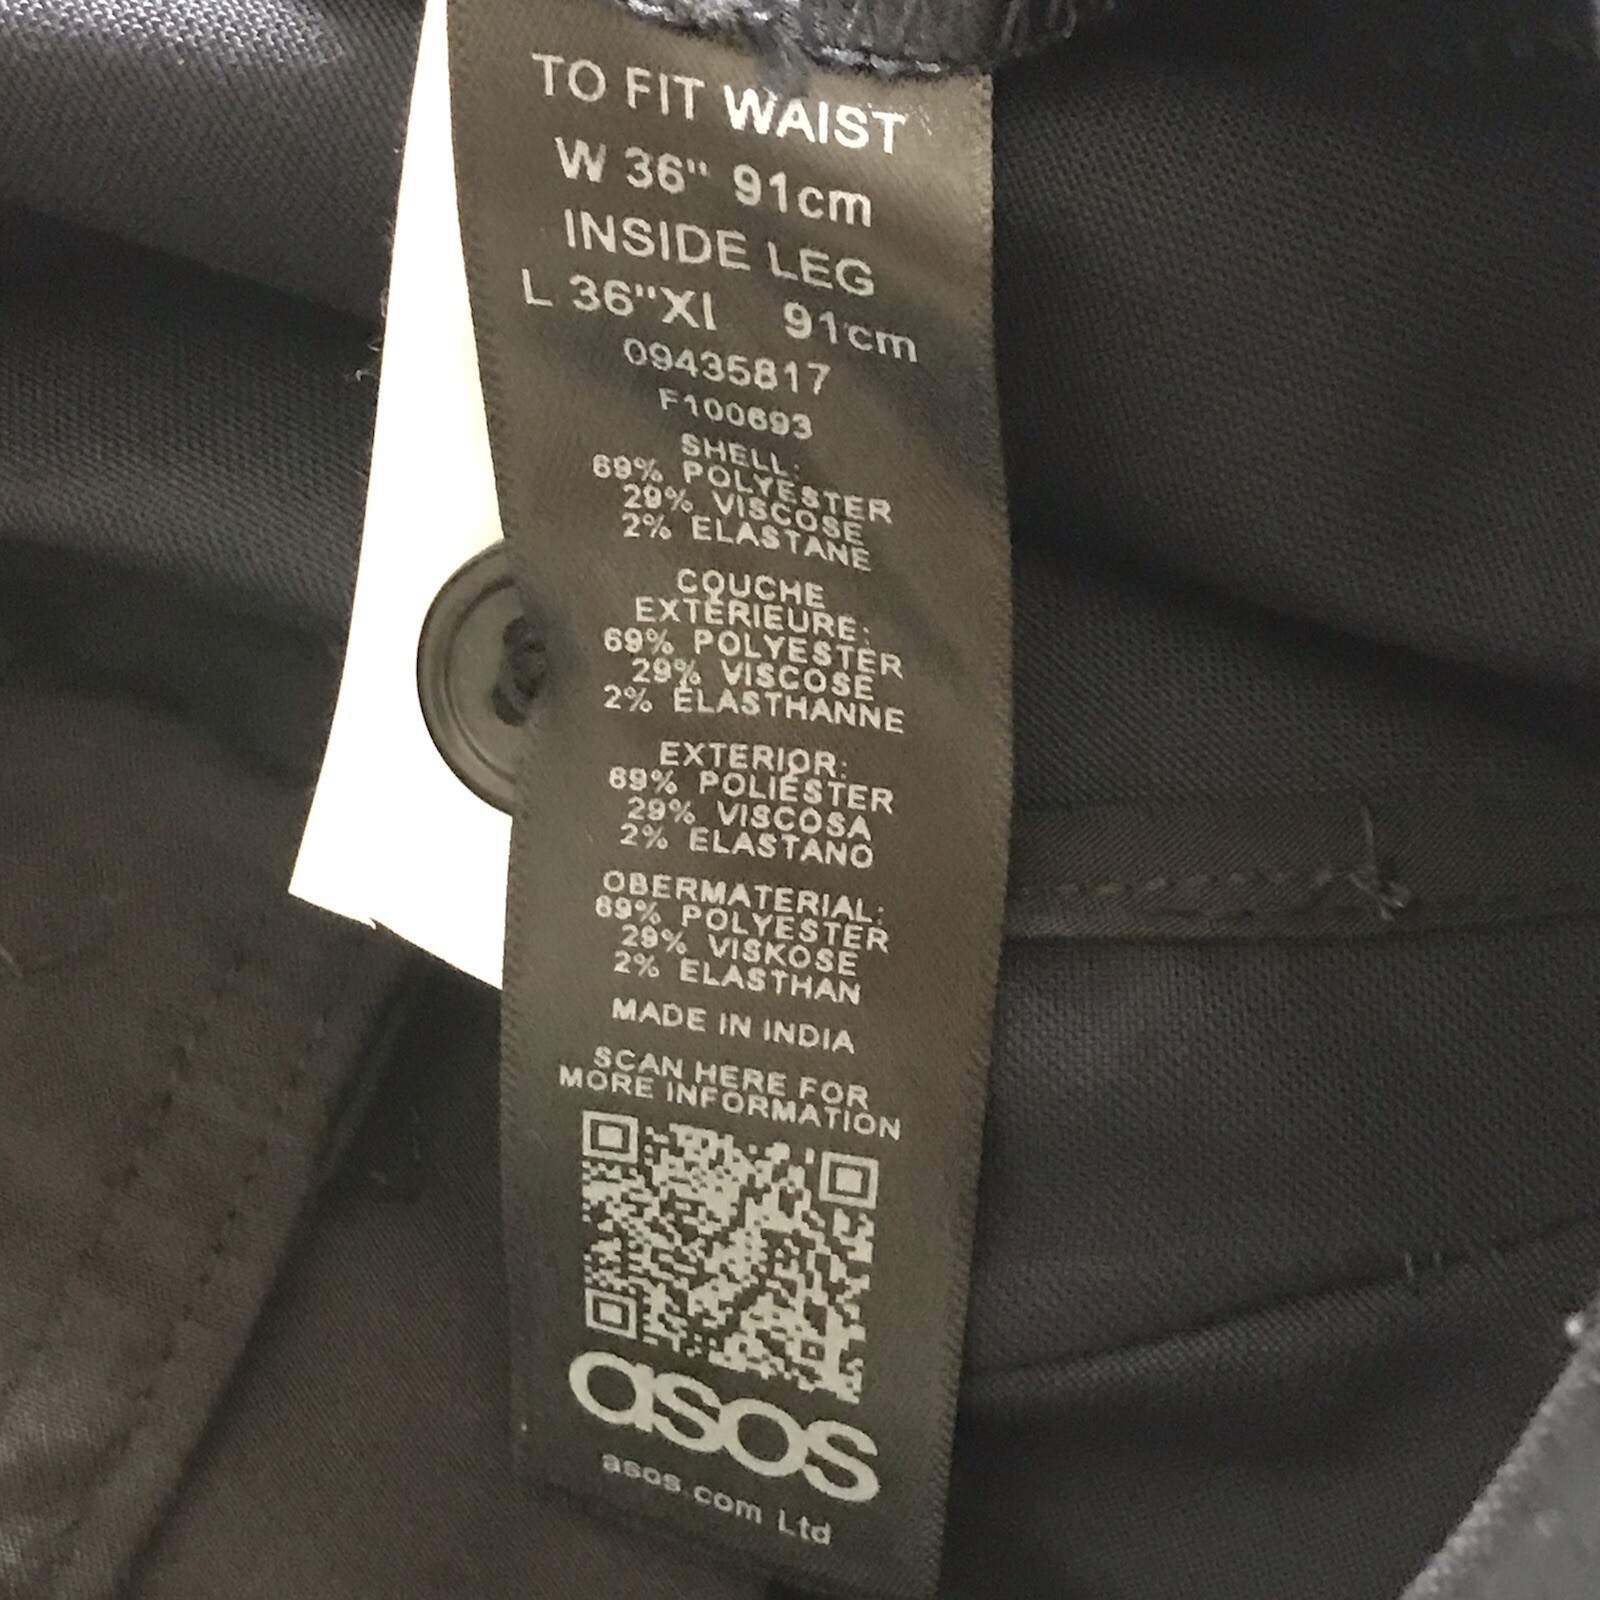 TO FIT WAIST
W 36" 91cm
INSIDE LEG
L 36"Xl 91cm
09435817
F100693
SHELL:
69% POLYESTER
29% VISCOSE
2% ELASTANE
COUCHE
EXTÉRIEURE:
69% POLYESTER
29% VISCOSE
2% ÉLASTHANNE
EXTERIOR:
69% POLIÉSTER
29% VISCOSA
2% ELASTANO
OBERMATERIAL:
69% POLYESTER
29% VISKOSE
2% ELASTHAN
MADE IN INDIA
SCAN HERE FOR
MORE INFORMATION
asos
asos.com Ltd